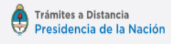 Trámites a Distancia
Presidencia de la Nación